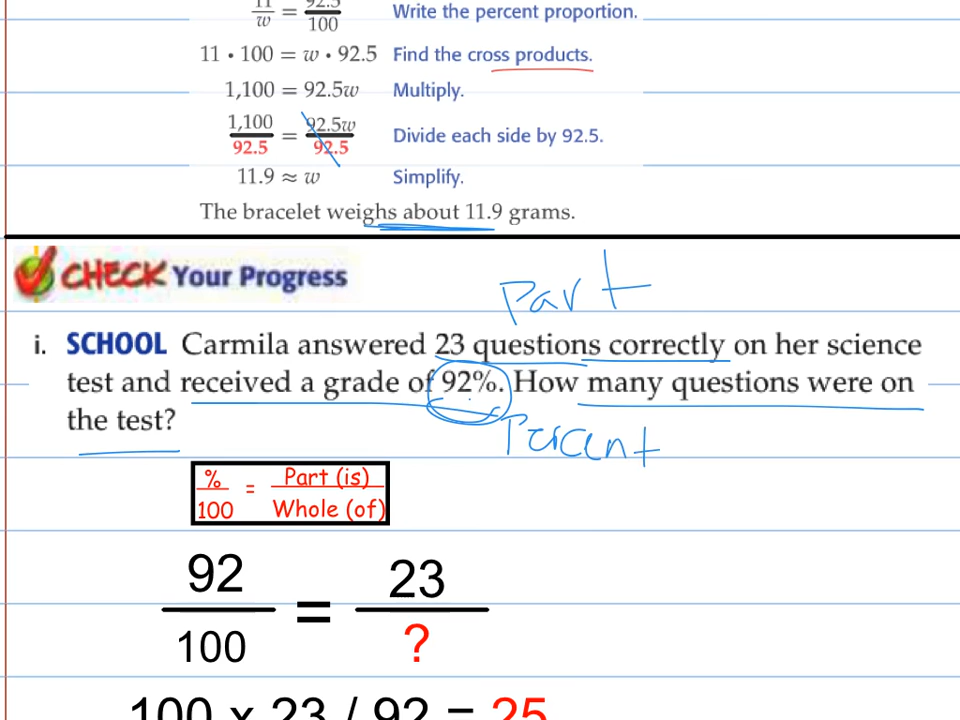 11/w = 92.5/100 Write the percent proportion.
11 • 100 = w • 92.5 Find the cross products.
1,100 = 92.5w Multiply.
1,100/92.5 = 92.5w/92.5 Divide each side by 92.5.
11.9 ≈ w Simplify.
The bracelet weighs about 11.9 grams.
CHECK Your Progress
Part
i. SCHOOL Carmila answered 23 questions correctly on her science
test and received a grade of 92%. How many questions were on
the test?
Percent
%/100 = Part (is)/Whole (of)
92/100 = 23/?
100 x 23 / 92 = 25